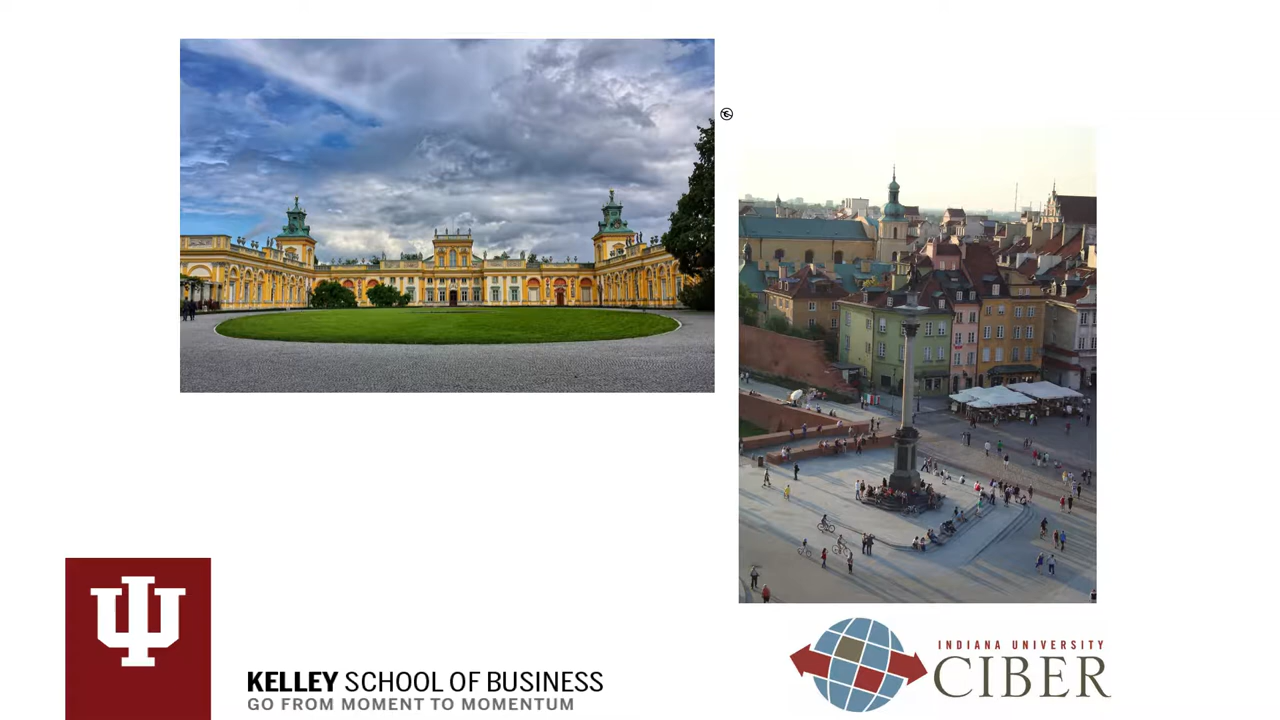 KELLEY SCHOOL OF BUSINESS
GO FROM MOMENT TO MOMENTUM
INDIANA UNIVERSITY
CIBER